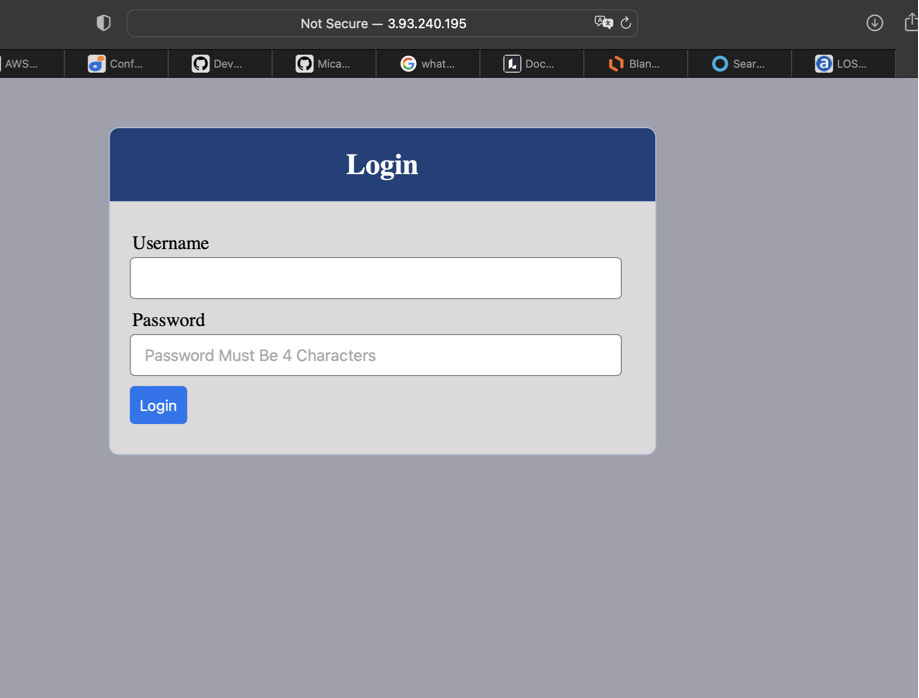 Not Secure — 3.93.240.195
AWS... Conf... Dev... Mica... what... Doc... Blan... Sear... LOS...
Login
Username
Password
Password Must Be 4 Characters
Login